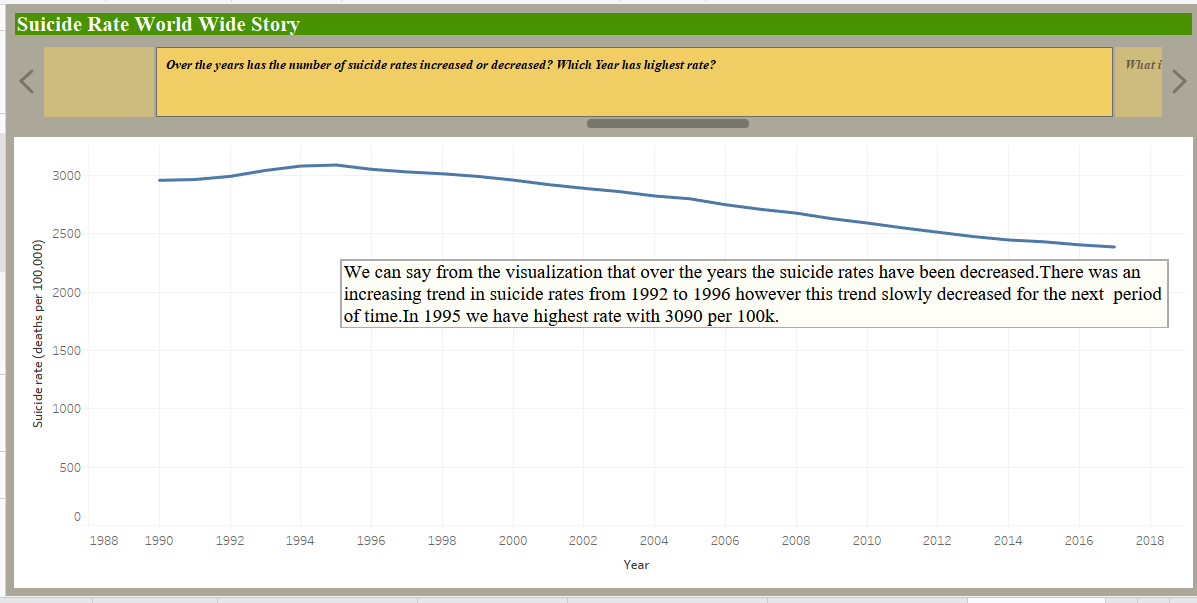 Suicide Rate World Wide Story
Over the years has the number of suicide rates increased or decreased? Which Year has highest rate?
What i
3000
2500
2000
1500
1000
500
0
Suicide rate (deaths per 100,000)
We can say from the visualization that over the years the suicide rates have been decreased.There was an
increasing trend in suicide rates from 1992 to 1996 however this trend slowly decreased for the next  period
of time.In 1995 we have highest rate with 3090 per 100k.
1988 1990 1992 1994 1996 1998 2000 2002 2004 2006 2008 2010 2012 2014 2016 2018
Year